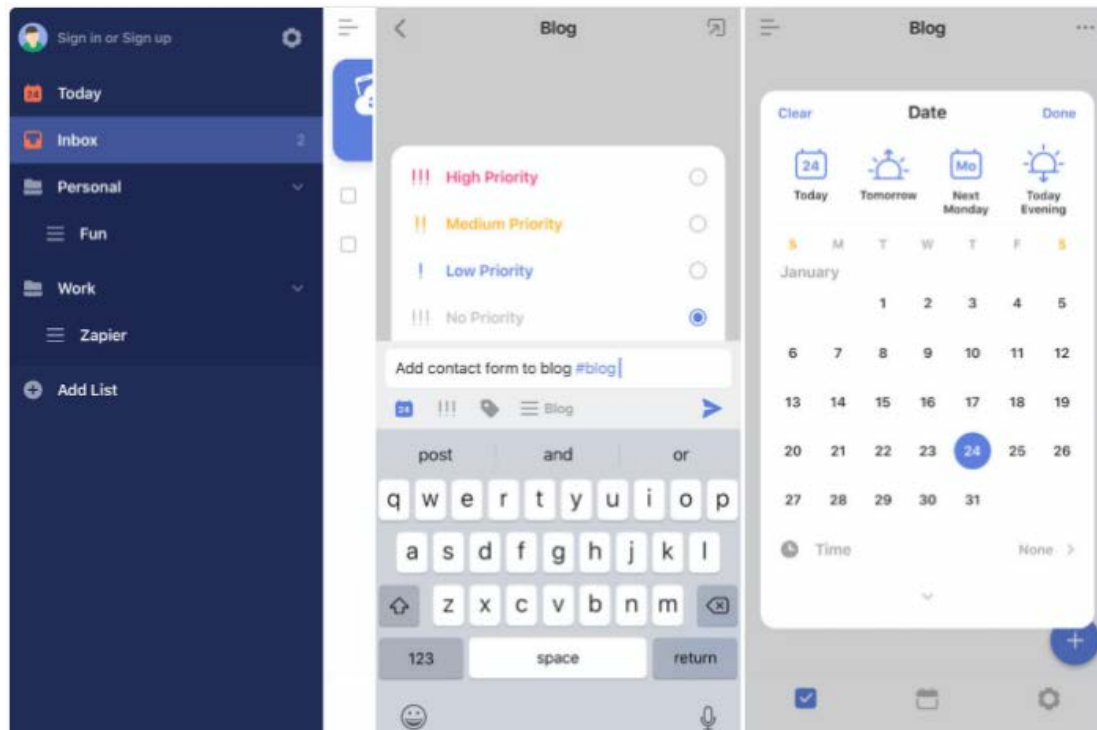 Sign in or Sign up
24 Today
Inbox 2
Personal
Fun
Work
Zapier
Add List
Blog
!!! High Priority
!! Medium Priority
! Low Priority
!!! No Priority
Add contact form to blog #blog
24 !!! Blog
post and or
q w e r t y u i o p
a s d f g h j k l
z x c v b n m
123 space return
Blog
Clear Date Done
24 Mo
Today Tomorrow Next Monday Today Evening
S M T W T F S
January
1 2 3 4 5
6 7 8 9 10 11 12
13 14 15 16 17 18 19
20 21 22 23 24 25 26
27 28 29 30 31
Time None >